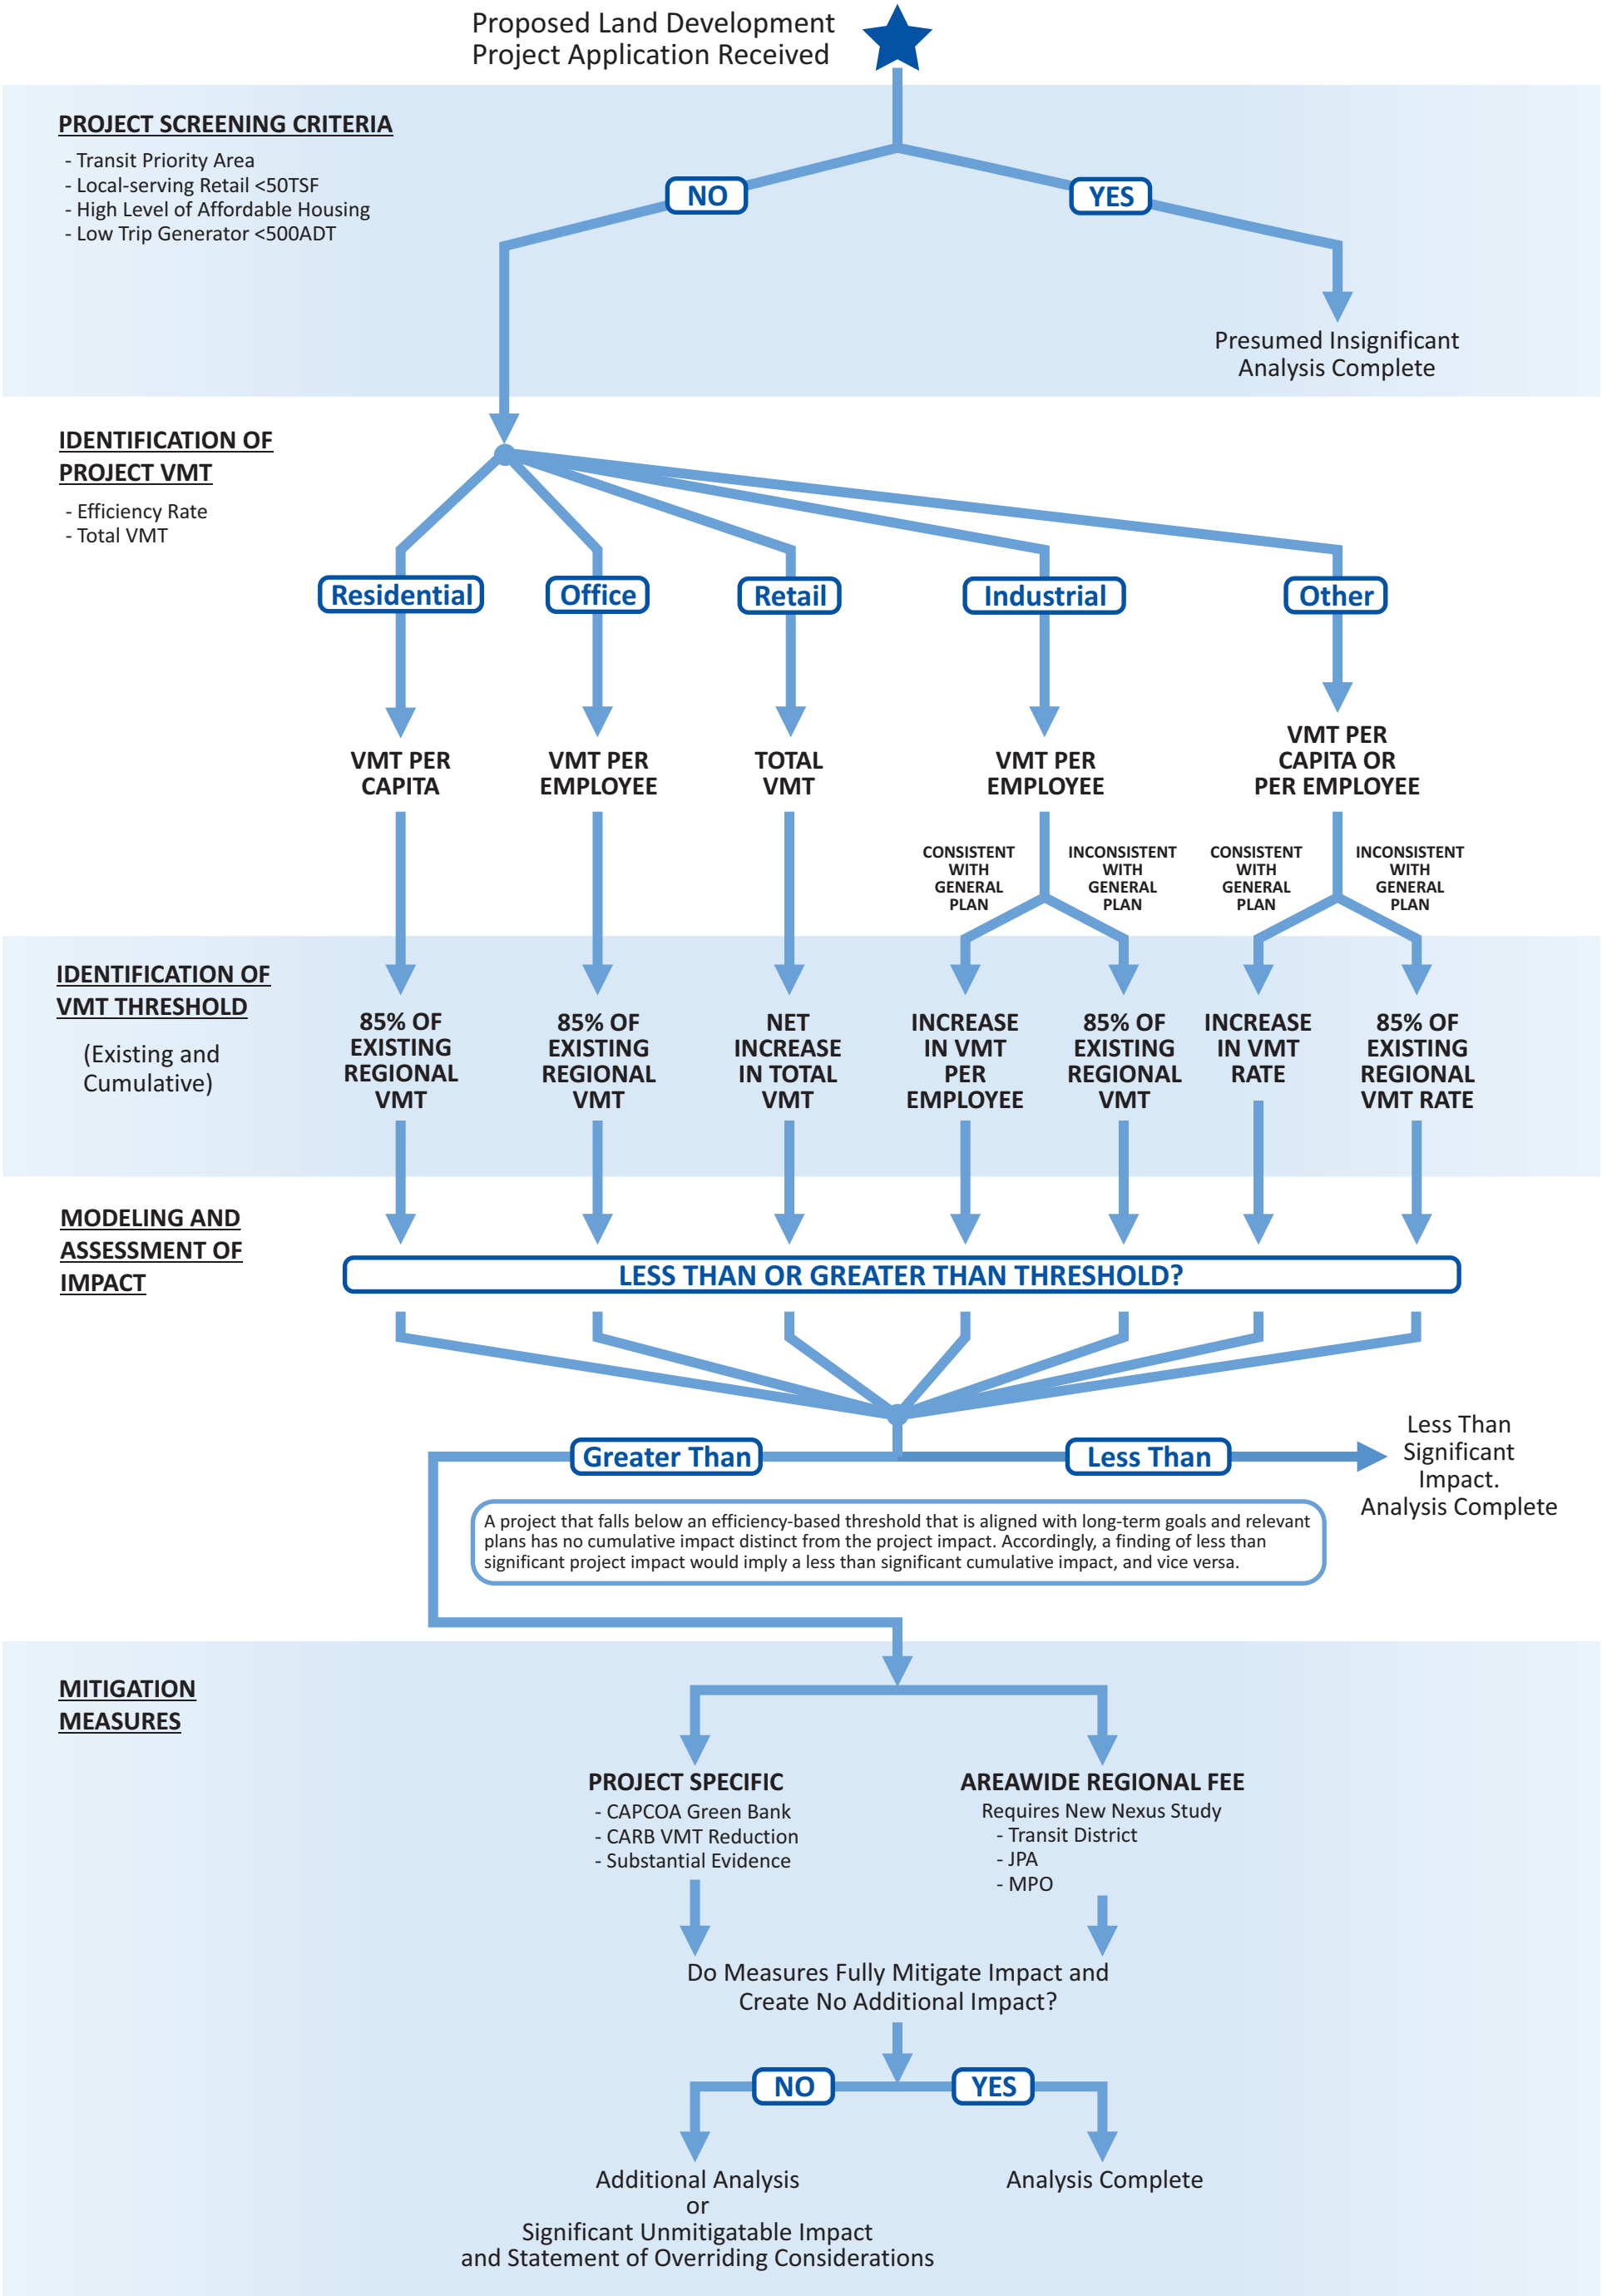 Proposed Land Development
Project Application Received
PROJECT SCREENING CRITERIA
- Transit Priority Area
- Local-serving Retail <50TSF
- High Level of Affordable Housing
- Low Trip Generator <500ADT
NO
YES
Presumed Insignificant
Analysis Complete
IDENTIFICATION OF
PROJECT VMT
- Efficiency Rate
- Total VMT
Residential
Office
Retail
Industrial
Other
VMT PER
CAPITA
VMT PER
EMPLOYEE
TOTAL
VMT
VMT PER
EMPLOYEE
VMT PER
CAPITA OR
PER EMPLOYEE
CONSISTENT
WITH
GENERAL
PLAN
INCONSISTENT
WITH
GENERAL
PLAN
CONSISTENT
WITH
GENERAL
PLAN
INCONSISTENT
WITH
GENERAL
PLAN
IDENTIFICATION OF
VMT THRESHOLD
(Existing and
Cumulative)
85% OF
EXISTING
REGIONAL
VMT
85% OF
EXISTING
REGIONAL
VMT
NET
INCREASE
IN TOTAL
VMT
INCREASE
IN VMT
PER
EMPLOYEE
85% OF
EXISTING
REGIONAL
VMT
INCREASE
IN VMT
RATE
85% OF
EXISTING
REGIONAL
VMT RATE
MODELING AND
ASSESSMENT OF
IMPACT
LESS THAN OR GREATER THAN THRESHOLD?
Greater Than
Less Than
Less Than
Significant
Impact.
Analysis Complete
A project that falls below an efficiency-based threshold that is aligned with long-term goals and relevant
plans has no cumulative impact distinct from the project impact. Accordingly, a finding of less than
significant project impact would imply a less than significant cumulative impact, and vice versa.
MITIGATION
MEASURES
PROJECT SPECIFIC
- CAPCOA Green Bank
- CARB VMT Reduction
- Substantial Evidence
AREAWIDE REGIONAL FEE
Requires New Nexus Study
- Transit District
- JPA
- MPO
Do Measures Fully Mitigate Impact and
Create No Additional Impact?
NO
YES
Additional Analysis
or
Significant Unmitigatable Impact
and Statement of Overriding Considerations
Analysis Complete